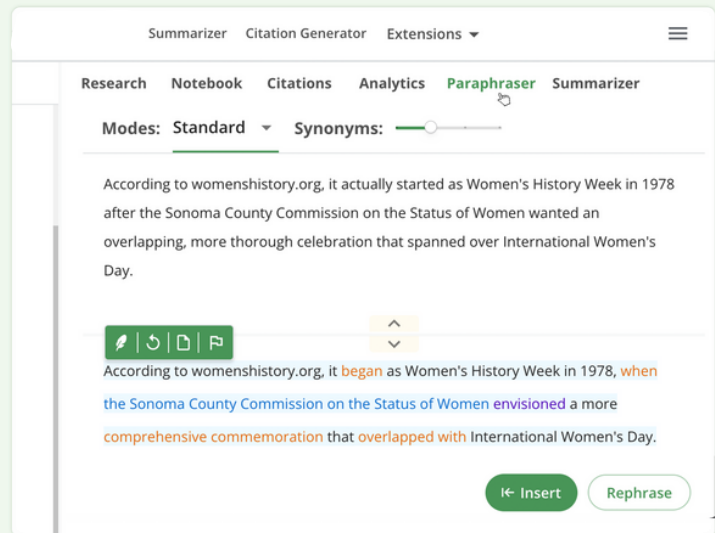 Summarizer Citation Generator Extensions
Research Notebook Citations Analytics Paraphraser Summarizer
Modes: Standard Synonyms:
According to womenshistory.org, it actually started as Women's History Week in 1978
after the Sonoma County Commission on the Status of Women wanted an
overlapping, more thorough celebration that spanned over International Women's
Day.
According to womenshistory.org, it began as Women's History Week in 1978, when
the Sonoma County Commission on the Status of Women envisioned a more
comprehensive commemoration that overlapped with International Women's Day.
Insert Rephrase